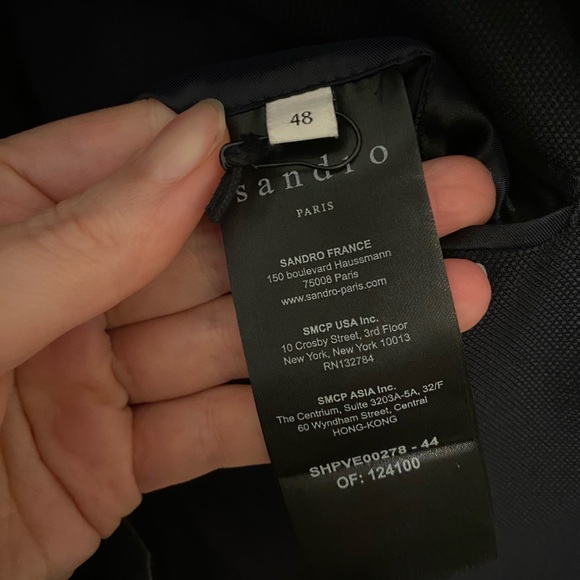 48
sandro
PARIS
SANDRO FRANCE
150 boulevard Haussmann
75008 Paris
www.sandro-paris.com
SMCP USA Inc.
10 Crosby Street, 3rd Floor
New York, New York 10013
RN132784
SMCP ASIA Inc.
The Centrium, Suite 3203A-5A, 32/F
60 Wyndham Street, Central
HONG-KONG
SHPVE00278 - 44
OF: 124100